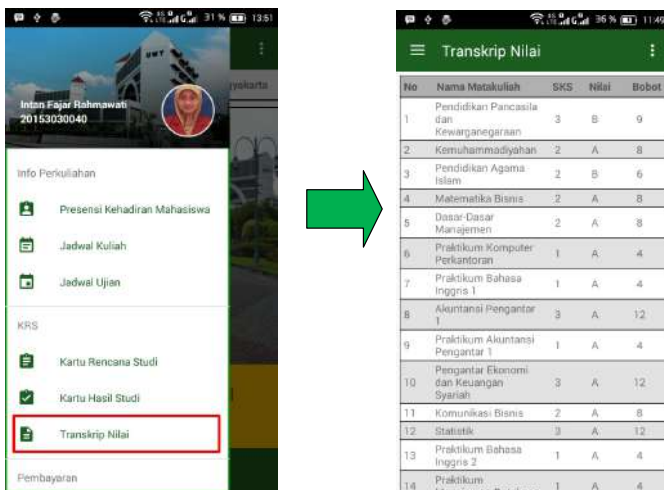 31 % 13:51
UMY
yakarta
Intan Fajar Rahmawati
20153030040
Info Perkuliahan
Presensi Kehadiran Mahasiswa
Jadwal Kuliah
Jadwal Ujian
KRS
Kartu Rencana Studi
Kartu Hasil Studi
Transkrip Nilai
Pembayaran
36 % 11:49
Transkrip Nilai
No Nama Matakuliah SKS Nilai Bobot
Pendidikan Pancasila
1 dan 3 B 9
Kewarganegaraan
2 Kemuhammadiyahan 2 A 8
3 Pendidikan Agama 2 B 6
Islam
4 Matematika Bisnis 2 A 8
5 Dasar-Dasar 2 A 8
Manajemen
6 Praktikum Komputer 1 A 4
Perkantoran
7 Praktikum Bahasa 1 A 4
Inggris 1
8 Akuntansi Pengantar 3 A 12
1
9 Praktikum Akuntansi 1 A 4
Pengantar 1
Pengantar Ekonomi
10 dan Keuangan 3 A 12
Syariah
11 Komunikasi Bisnis 2 A 8
12 Statistik 3 A 12
13 Praktikum Bahasa 1 A 4
Inggris 2
14 Praktikum 1 A 4